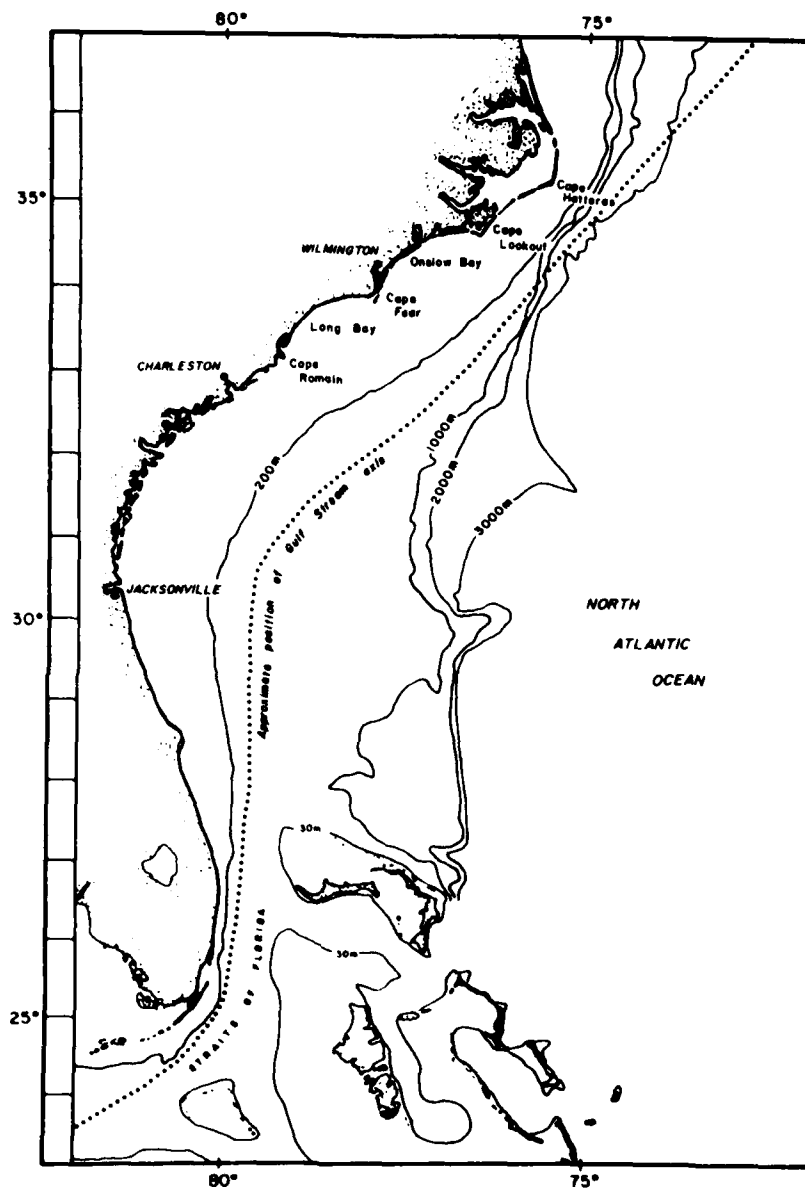 80°
75°
35°
Cape
Hatteras
Cape
Lookout
WILMINGTON
Onslow Bay
Cape
Fear
Long Bay
CHARLESTON
Cape
Romain
200m
1000m
2000m
3000m
Approximate position of Gulf Stream axis
JACKSONVILLE
30°
NORTH
ATLANTIC
OCEAN
30m
30m
STRAITS OF FLORIDA
25°
80°
75°